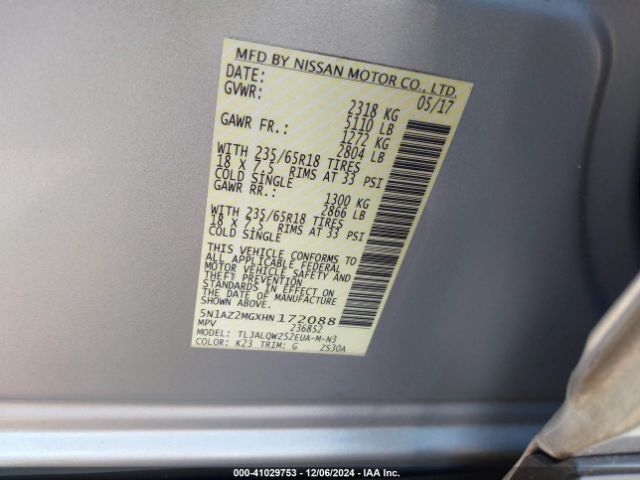 MFD BY NISSAN MOTOR CO., LTD.
DATE: 05/17
GVWR: 2318 KG
5110 LB
GAWR FR.: 1272 KG
2804 LB
WITH 235/65R18 TIRES
18 X 7.5 RIMS AT 33 PSI
COLD SINGLE
GAWR RR.: 1300 KG
2866 LB
WITH 235/65R18 TIRES
18 X 7.5 RIMS AT 33 PSI
COLD SINGLE
THIS VEHICLE CONFORMS TO
ALL APPLICABLE FEDERAL
MOTOR VEHICLE SAFETY AND
THEFT PREVENTION
STANDARDS IN EFFECT ON
THE DATE OF MANUFACTURE
SHOWN ABOVE.
5N1AZ2MGXHN172088
MPV 236852
MODEL: TLJALQWZ52EUA-M-N3
COLOR: K23 TRIM: G ZS30A
000-41029753 - 12/06/2024 - IAA Inc.